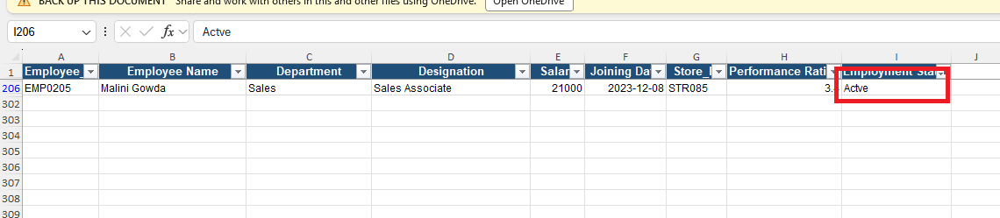 BACK UP THIS DOCUMENT Share and work with others in this and other files using OneDrive. Open OneDrive
I206 fx Actve
A B C D E F G H I J
1 Employee_ Employee Name Department Designation Salar Joining Da Store_ Performance Rati Employment Sta
206 EMP0205 Malini Gowda Sales Sales Associate 21000 2023-12-08 STR085 3. Actve
302
303
304
305
306
307
308
309